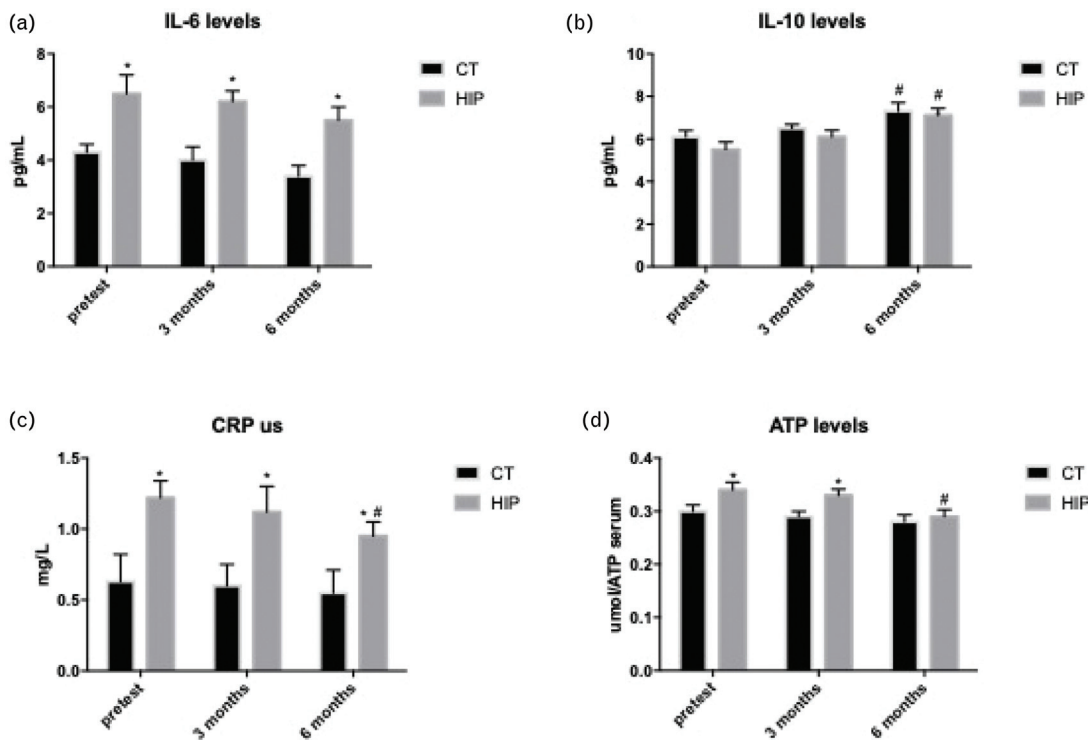 (a)
IL-6 levels
8
6
4
2
0
pg/mL
* * *
CT
HIP
pretest
3 months
6 months
(b)
IL-10 levels
10
8
6
4
2
0
pg/mL
# #
CT
HIP
pretest
3 months
6 months
(c)
CRP us
1.5
1.0
0.5
0.0
mg/L
* * * #
CT
HIP
pretest
3 months
6 months
(d)
ATP levels
0.4
0.3
0.2
0.1
0.0
umol/ATP serum
* * #
CT
HIP
pretest
3 months
6 months